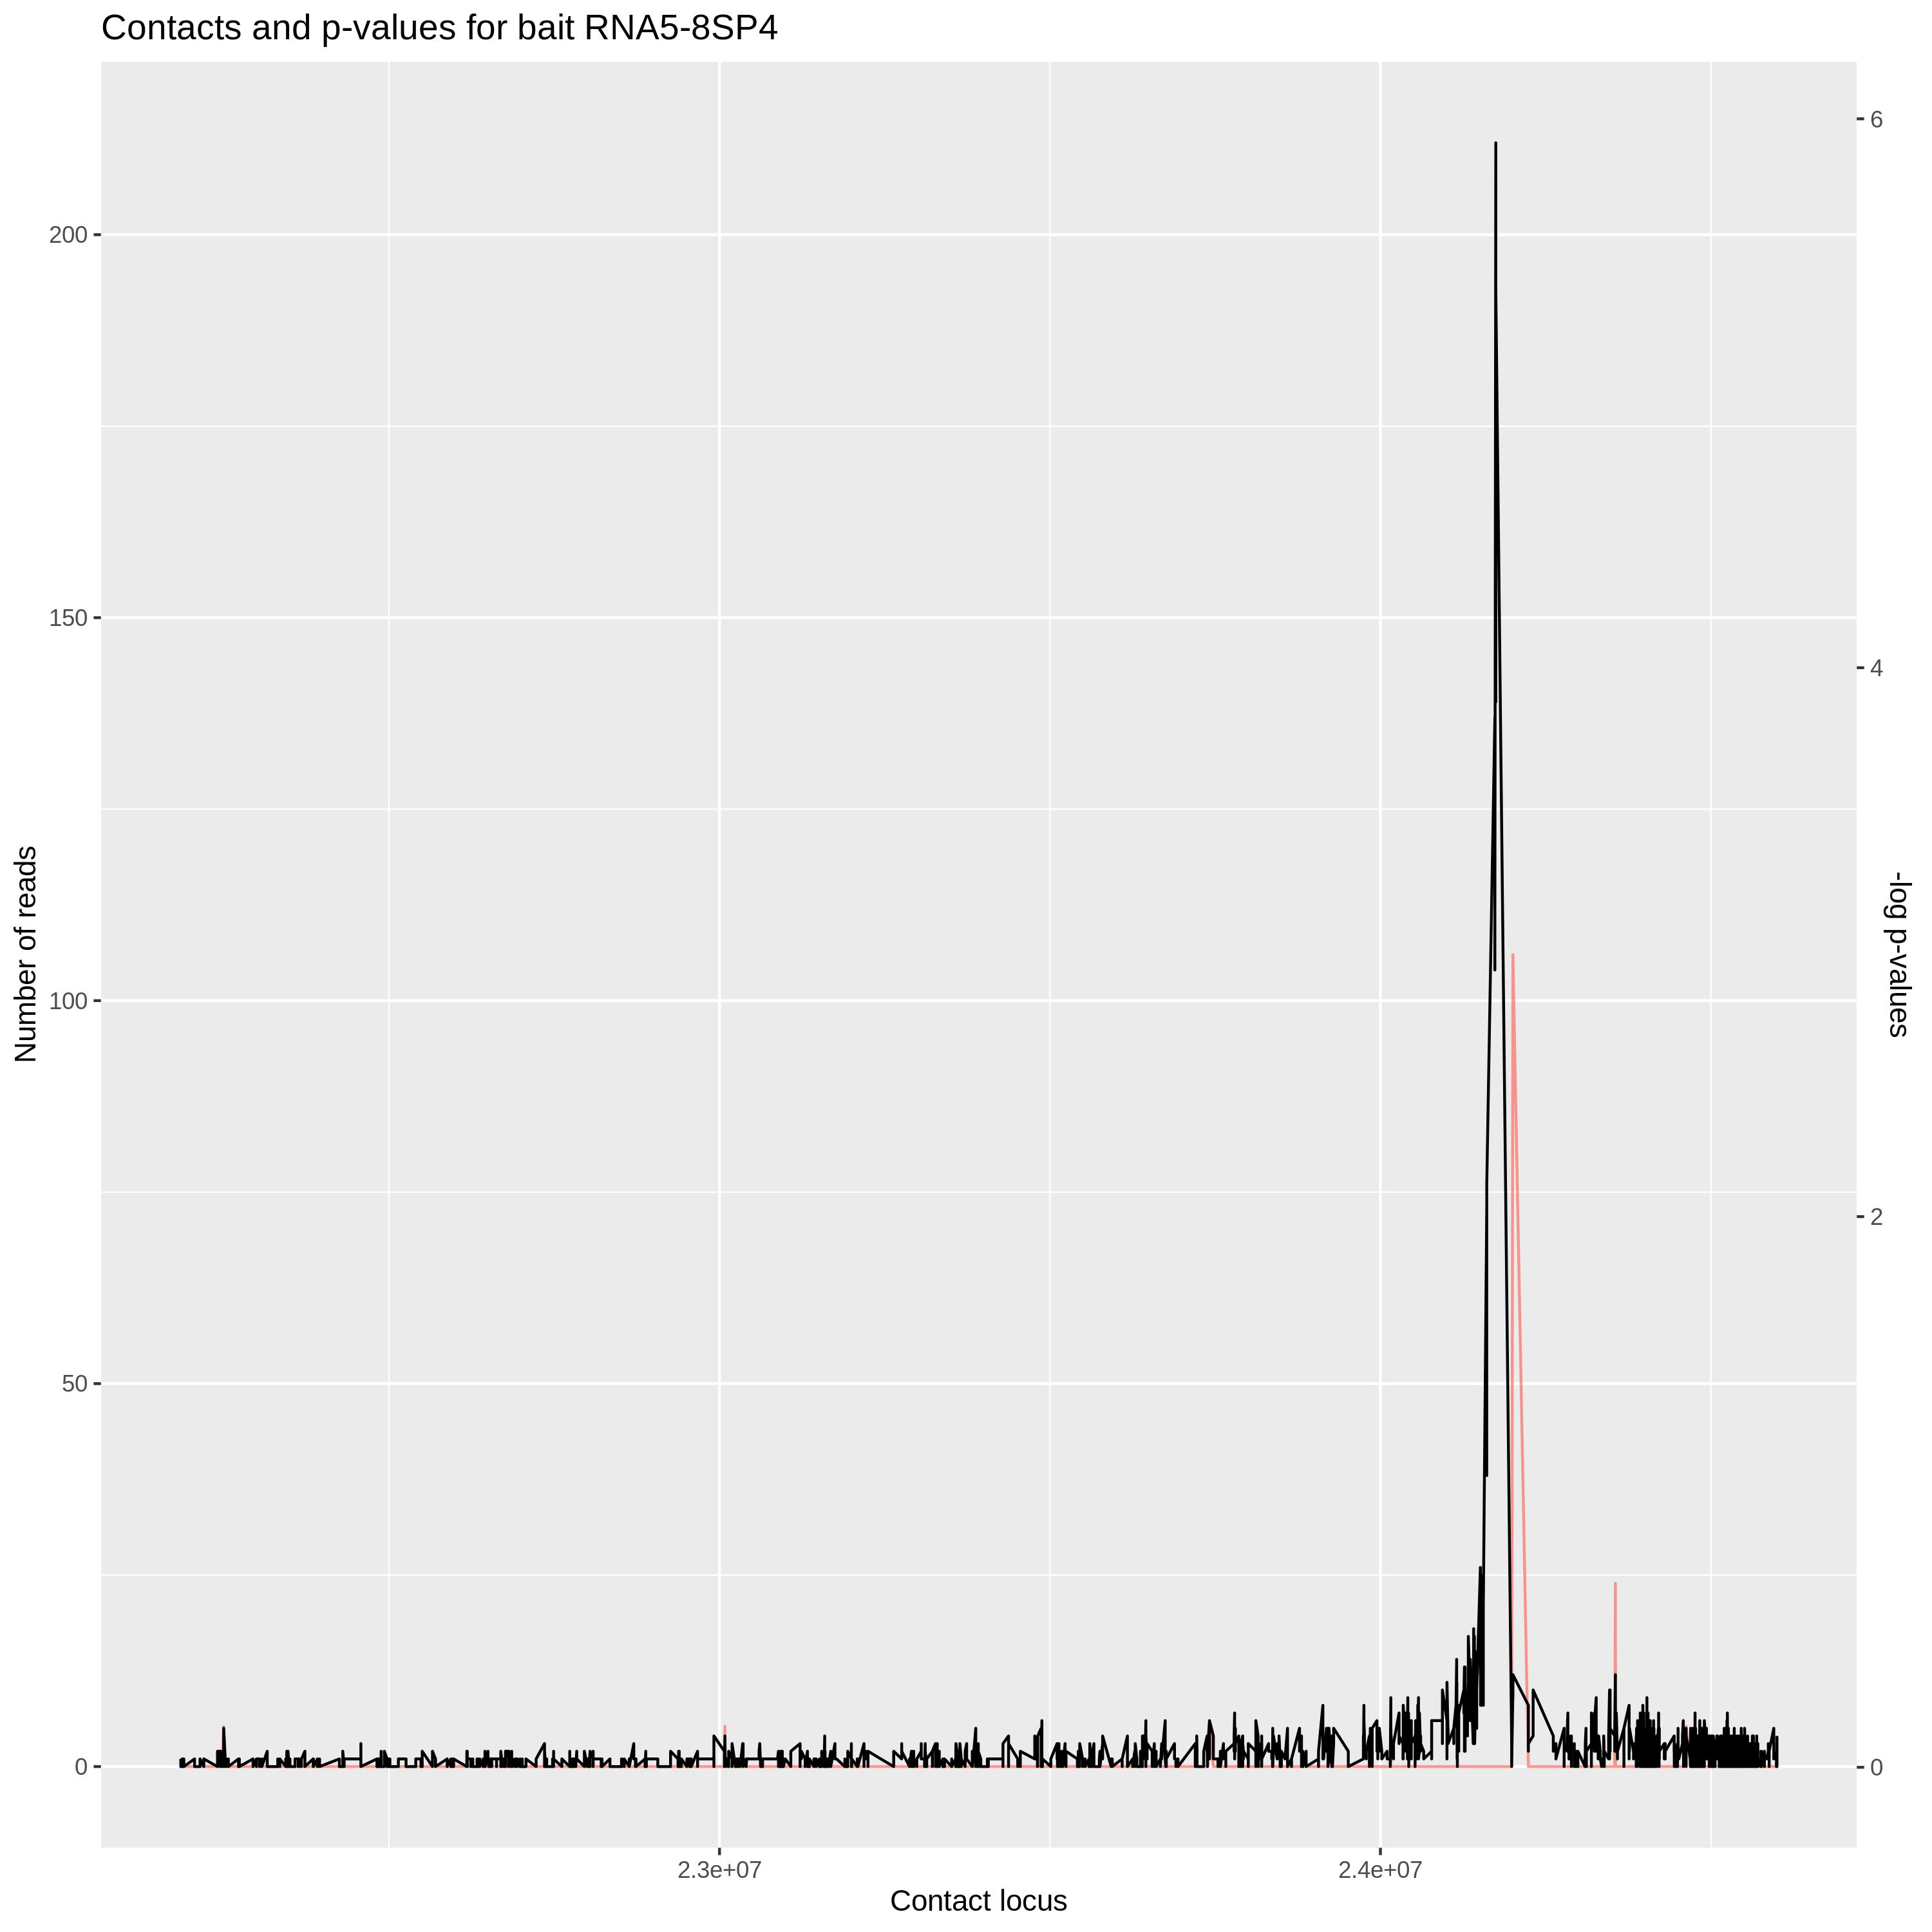 Contacts and p-values for bait RNA5-8SP4
Number of reads
200
150
100
50
0
6
4
2
0
-log p-values
2.3e+07
2.4e+07
Contact locus